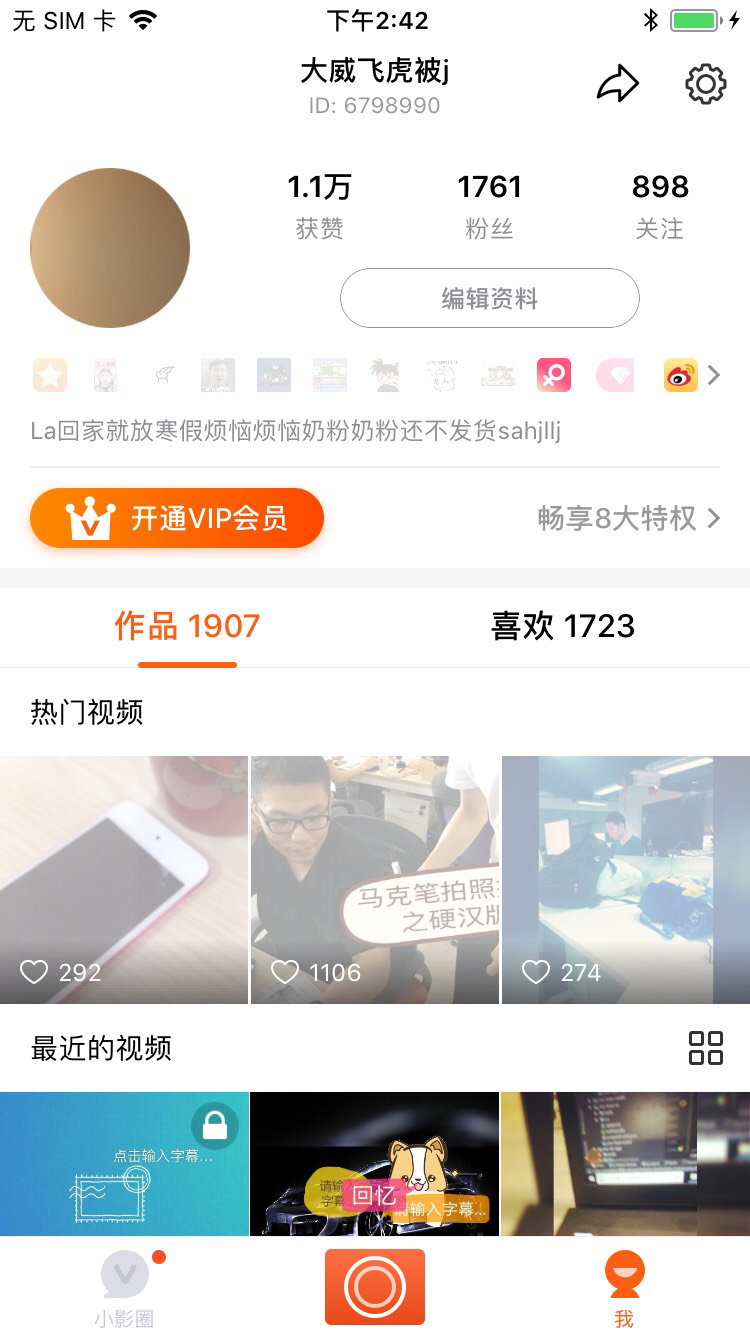 无 SIM 卡
下午2:42
大威飞虎被j
ID: 6798990
1.1万
1761
898
获赞
粉丝
关注
编辑资料
La回家就放寒假烦恼烦恼奶粉奶粉还不发货sahjllj
开通VIP会员
畅享8大特权
作品 1907
喜欢 1723
热门视频
马克笔拍照
之硬汉版
292
1106
274
最近的视频
点击输入字幕...
请输
字幕
回忆
请输入字幕...
小影圈
我